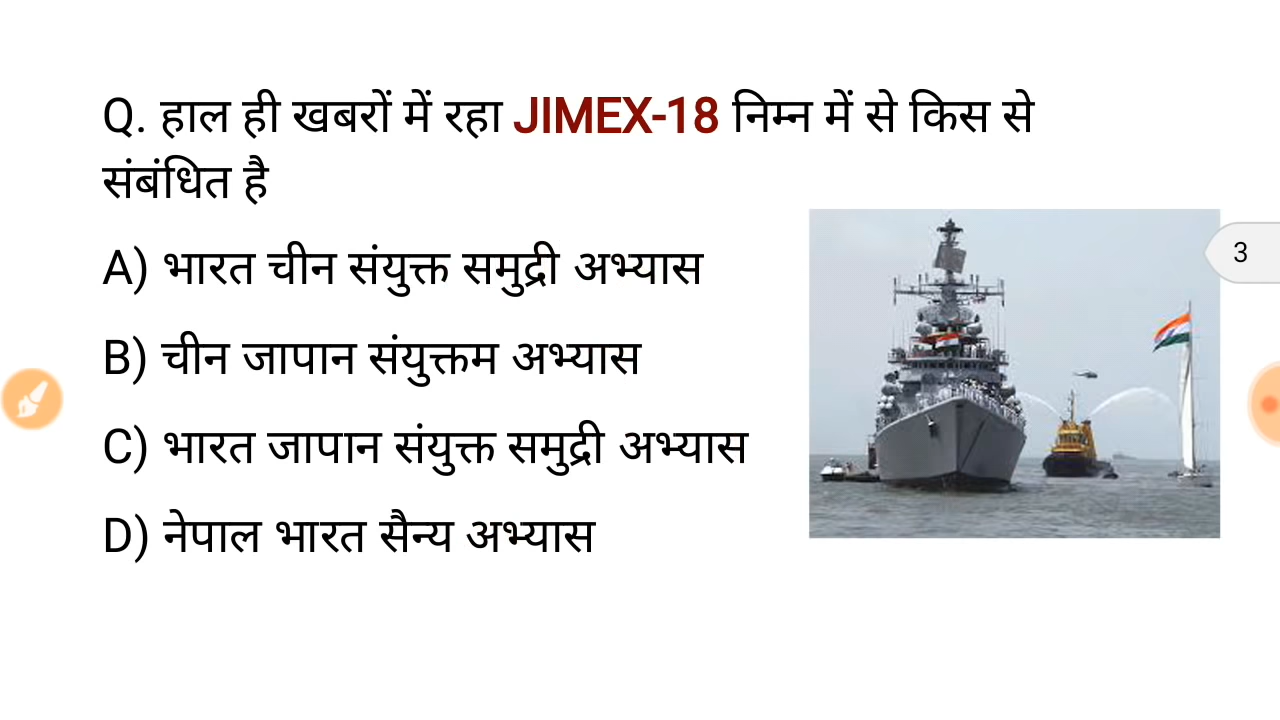 Q. हाल ही खबरों में रहा JIMEX-18 निम्न में से किस से
संबंधित है
A) भारत चीन संयुक्त समुद्री अभ्यास
B) चीन जापान संयुक्तम अभ्यास
C) भारत जापान संयुक्त समुद्री अभ्यास
D) नेपाल भारत सैन्य अभ्यास
3